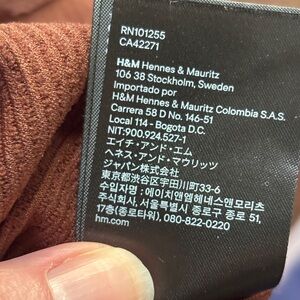 RN101255
CA42271
H&M Hennes & Mauritz
106 38 Stockholm, Sweden
Importado por
H&M Hennes & Mauritz Colombia S.A.S.
Carrera 58 D No. 146-51
Local 114 - Bogota D.C.
NIT:900.924.527-1
エイチ・アンド・エム
ヘネス・アンド・マウリッツ
ジャパン株式会社
東京都渋谷区宇田川町33-6
수입자명 : 에이치앤엠헤네스앤모리츠
주식회사, 서울특별시 종로구 종로 51,
17층(종로타워), 080-822-0220
hm.com